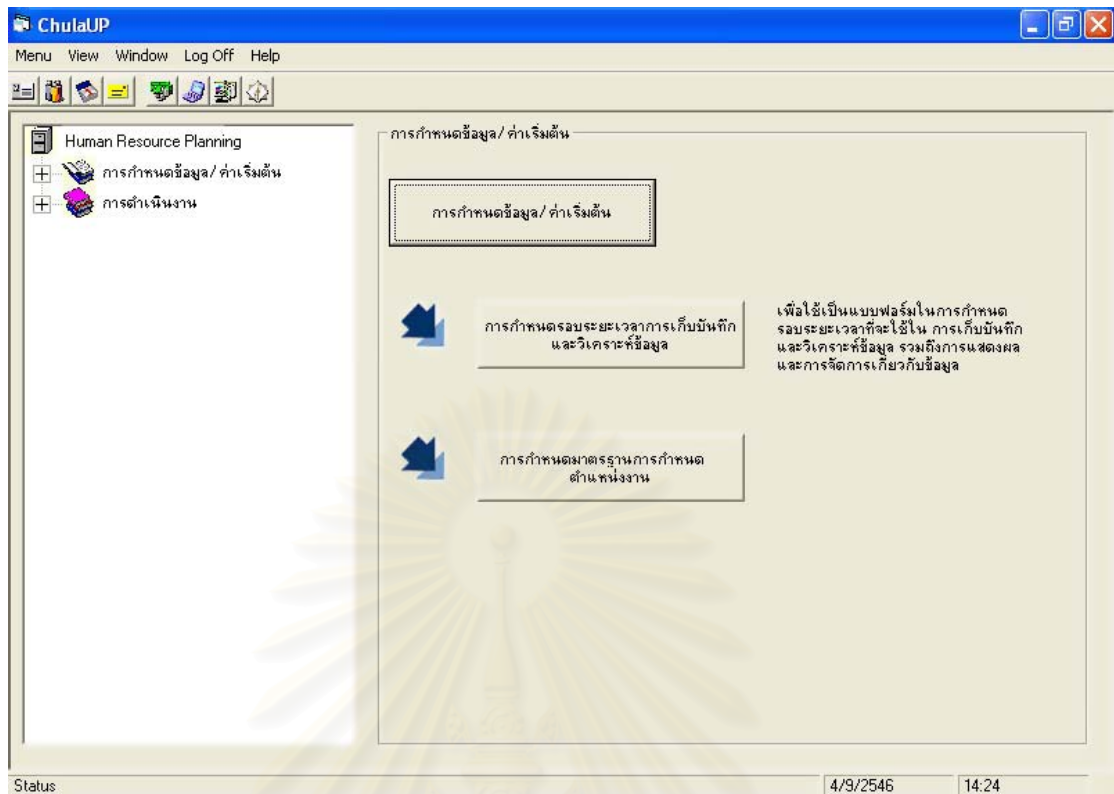 ChulaUP
Menu View Window Log Off Help
Human Resource Planning
การกำหนดข้อมูล/ ค่าเริ่มต้น
การดำเนินงาน
การกำหนดข้อมูล/ ค่าเริ่มต้น
การกำหนดข้อมูล/ ค่าเริ่มต้น
การกำหนดรอบระยะเวลาการเก็บบันทึก
และวิเคราะห์ข้อมูล
เพื่อใช้เป็นแบบฟอร์มในการกำหนด
รอบระยะเวลาที่จะใช้ใน การเก็บบันทึก
และวิเคราะห์ข้อมูล รวมถึงการแสดงผล
และการจัดการเกี่ยวกับข้อมูล
การกำหนดมาตรฐานการกำหนด
ตำแหน่งงาน
Status 4/9/2546 14:24